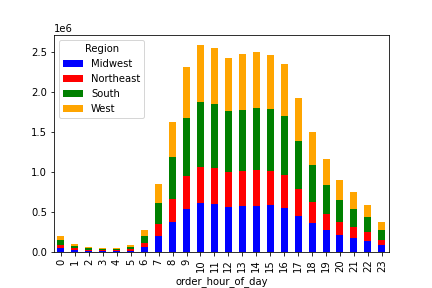 1e6
2.5
2.0
1.5
1.0
0.5
0.0
Region
Midwest
Northeast
South
West
0 1 2 3 4 5 6 7 8 9 10 11 12 13 14 15 16 17 18 19 20 21 22 23
order_hour_of_day